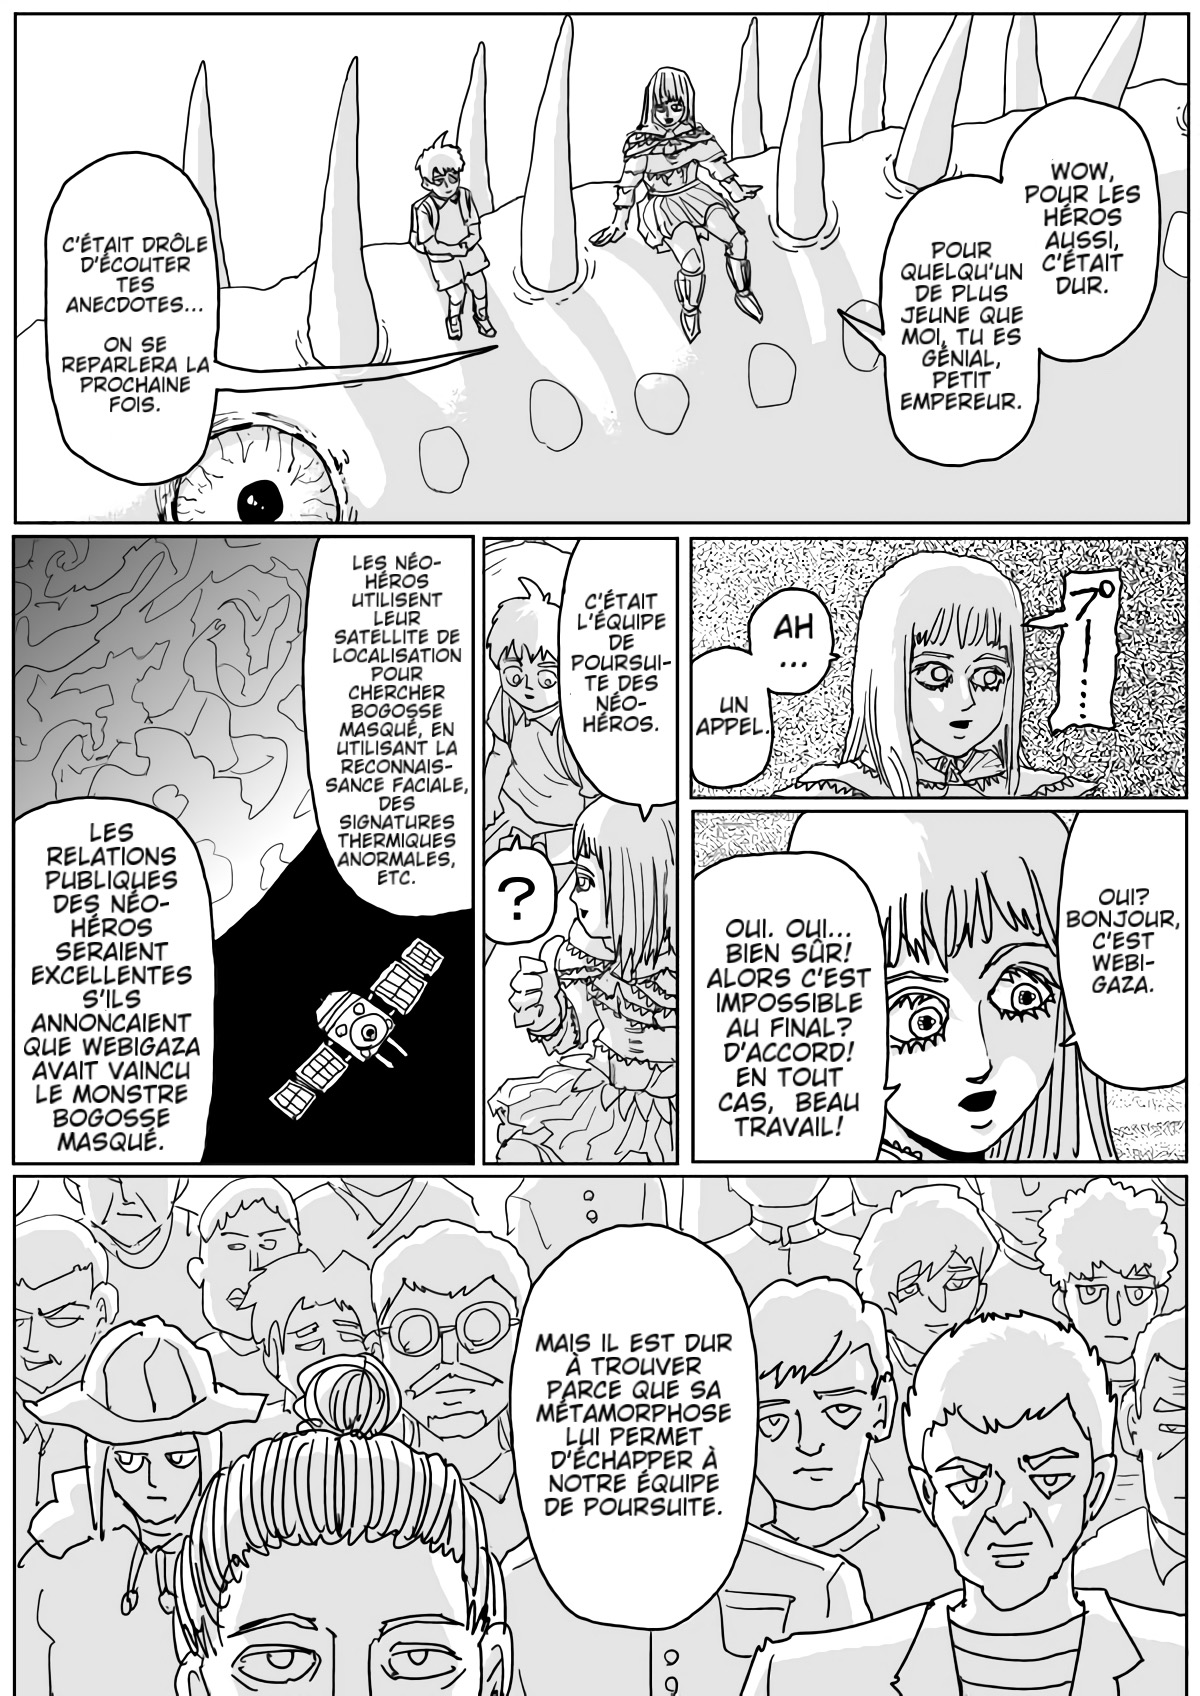 WOW,
POUR LES
HÉROS
AUSSI,
C'ÉTAIT
DUR.
POUR
QUELQU'UN
DE PLUS
JEUNE QUE
MOI, TU ES
GÉNIAL,
PETIT
EMPEREUR.
C'ÉTAIT DRÔLE
D'ÉCOUTER
TES
ANECDOTES...
ON SE
REPARLERA LA
PROCHAINE
FOIS.
プ
ー
……
AH
...
UN
APPEL.
OUI?
BONJOUR,
C'EST
WEBI-
GAZA.
OUI. OUI...
BIEN SÛR!
ALORS C'EST
IMPOSSIBLE
AU FINAL?
D'ACCORD!
EN TOUT
CAS, BEAU
TRAVAIL!
C'ÉTAIT
L'ÉQUIPE
DE
POURSUI-
TE DES
NÉO-
HÉROS.
?
LES NÉO-
HÉROS
UTILISENT
LEUR
SATELLITE DE
LOCALISATION
POUR
CHERCHER
BOGOSSE
MASQUÉ, EN
UTILISANT LA
RECONNAIS-
SANCE FACIALE,
DES
SIGNATURES
THERMIQUES
ANORMALES,
ETC.
LES
RELATIONS
PUBLIQUES
DES NÉO-
HÉROS
SERAIENT
EXCELLENTES
S'ILS
ANNONCAIENT
QUE WEBIGAZA
AVAIT VAINCU
LE MONSTRE
BOGOSSE
MASQUÉ.
MAIS IL EST DUR
À TROUVER
PARCE QUE SA
MÉTAMORPHOSE
LUI PERMET
D'ÉCHAPPER À
NOTRE ÉQUIPE
DE POURSUITE.